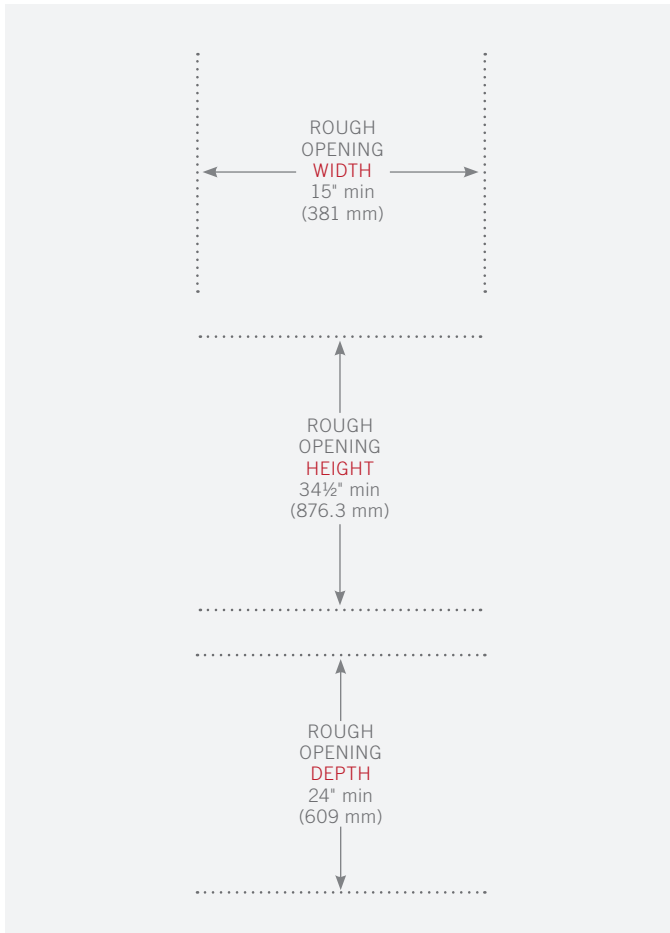 ROUGH
OPENING
WIDTH
15" min
(381 mm)
ROUGH
OPENING
HEIGHT
34½" min
(876.3 mm)
ROUGH
OPENING
DEPTH
24" min
(609 mm)